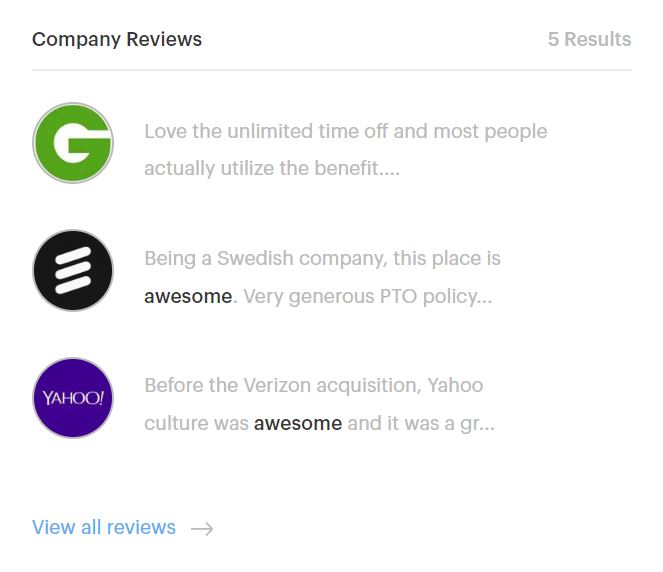 Company Reviews
5 Results
Love the unlimited time off and most people
actually utilize the benefit....
Being a Swedish company, this place is
awesome. Very generous PTO policy...
YAHOO!
Before the Verizon acquisition, Yahoo
culture was awesome and it was a gr...
View all reviews